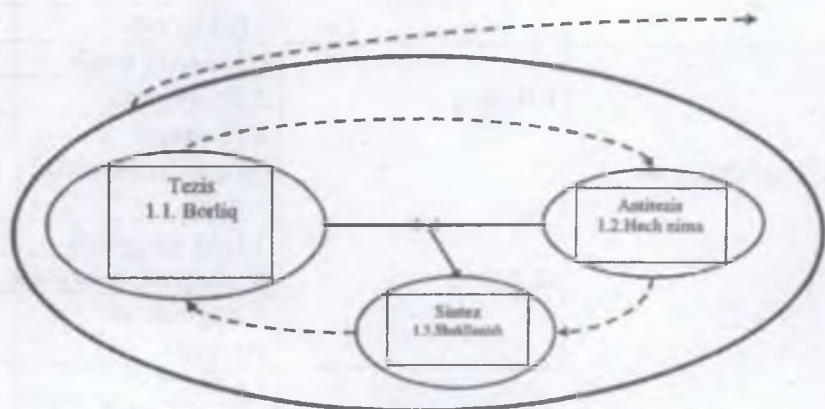 Tezis
1.1. Borliq
Antitezis
1.2.Hech nima
Sintez
1.3.Shakllanish